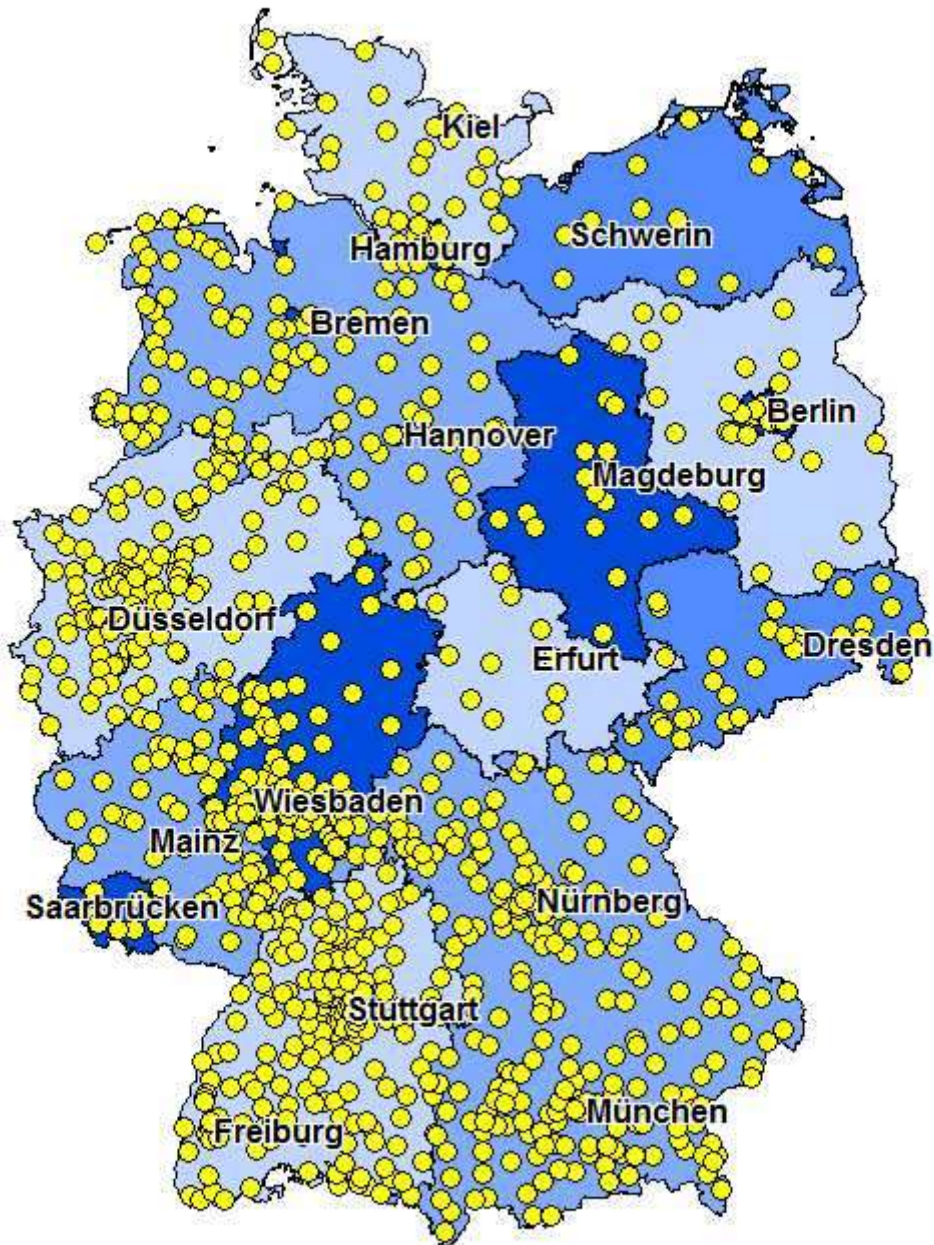 Kiel
Schwerin
Hamburg
Bremen
Berlin
Hannover
Magdeburg
Düsseldorf
Dresden
Erfurt
Wiesbaden
Mainz
Saarbrücken
Nürnberg
Stuttgart
München
Freiburg